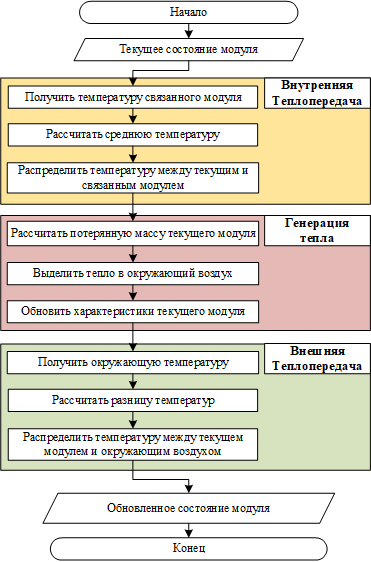 Начало
Текущее состояние модуля
Внутренняя
Теплопередача
Получить температуру связанного модуля
Рассчитать среднюю температуру
Распределить температуру между текущим и
связанным модулем
Генерация
тепла
Рассчитать потерянную массу текущего модуля
Выделить тепло в окружающий воздух
Обновить характеристики текущего модуля
Внешняя
Теплопередача
Получить окружающую температуру
Рассчитать разницу температур
Распределить температуру между текущем
модулем и окружающим воздухом
Обновленное состояние модуля
Конец